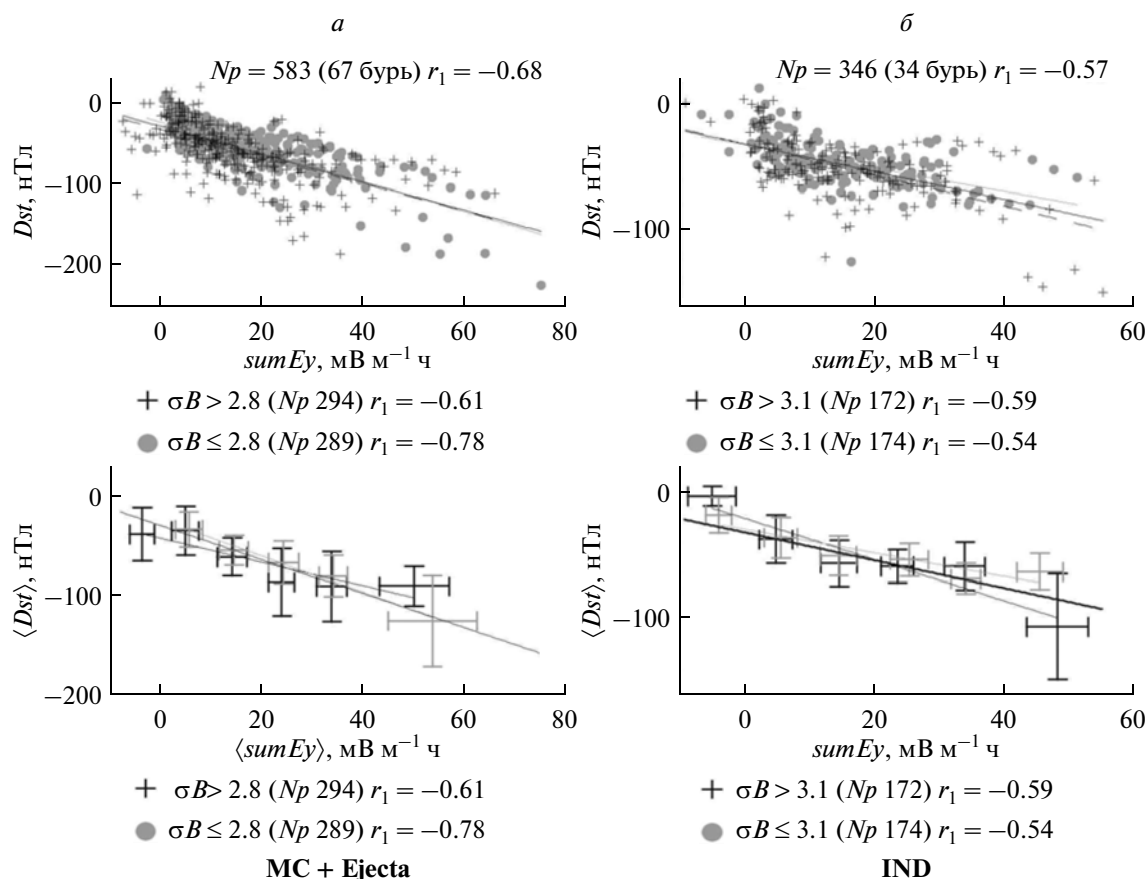 а
Np = 583 (67 бурь) r₁ = −0.68
0
−100
−200
Dst, нТл
0 20 40 60 80
sumEy, мВ м⁻¹ ч
σB > 2.8 (Np 294) r₁ = −0.61
σB ≤ 2.8 (Np 289) r₁ = −0.78
б
Np = 346 (34 бурь) r₁ = −0.57
0
−100
Dst, нТл
0 20 40 60
sumEy, мВ м⁻¹ ч
σB > 3.1 (Np 172) r₁ = −0.59
σB ≤ 3.1 (Np 174) r₁ = −0.54
0
−100
−200
⟨Dst⟩, нТл
0 20 40 60 80
⟨sumEy⟩, мВ м⁻¹ ч
σB> 2.8 (Np 294) r₁ = −0.61
σB ≤ 2.8 (Np 289) r₁ = −0.78
MC + Ejecta
0
−100
⟨Dst⟩, нТл
0 20 40 60
sumEy, мВ м⁻¹ ч
σB > 3.1 (Np 172) r₁ = −0.59
σB ≤ 3.1 (Np 174) r₁ = −0.54
IND